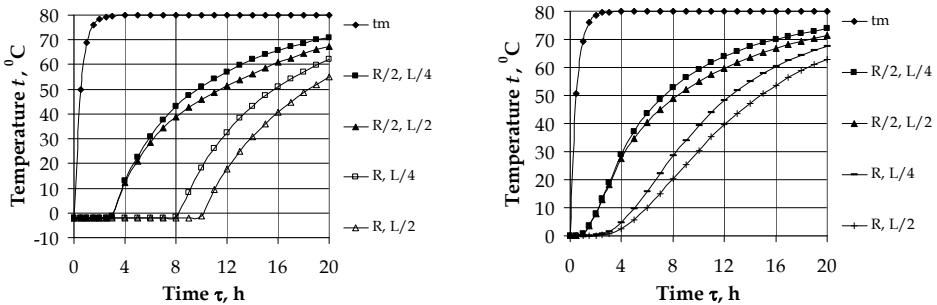 Temperature t, ⁰C
80
70
60
50
40
30
20
10
0
-10
0
4
8
12
16
20
Time τ, h
tm
R/2, L/4
R/2, L/2
R, L/4
R, L/2
Temperature t, ⁰C
80
70
60
50
40
30
20
10
0
0
4
8
12
16
20
Time τ, h
tm
R/2, L/4
R/2, L/2
R, L/4
R, L/2